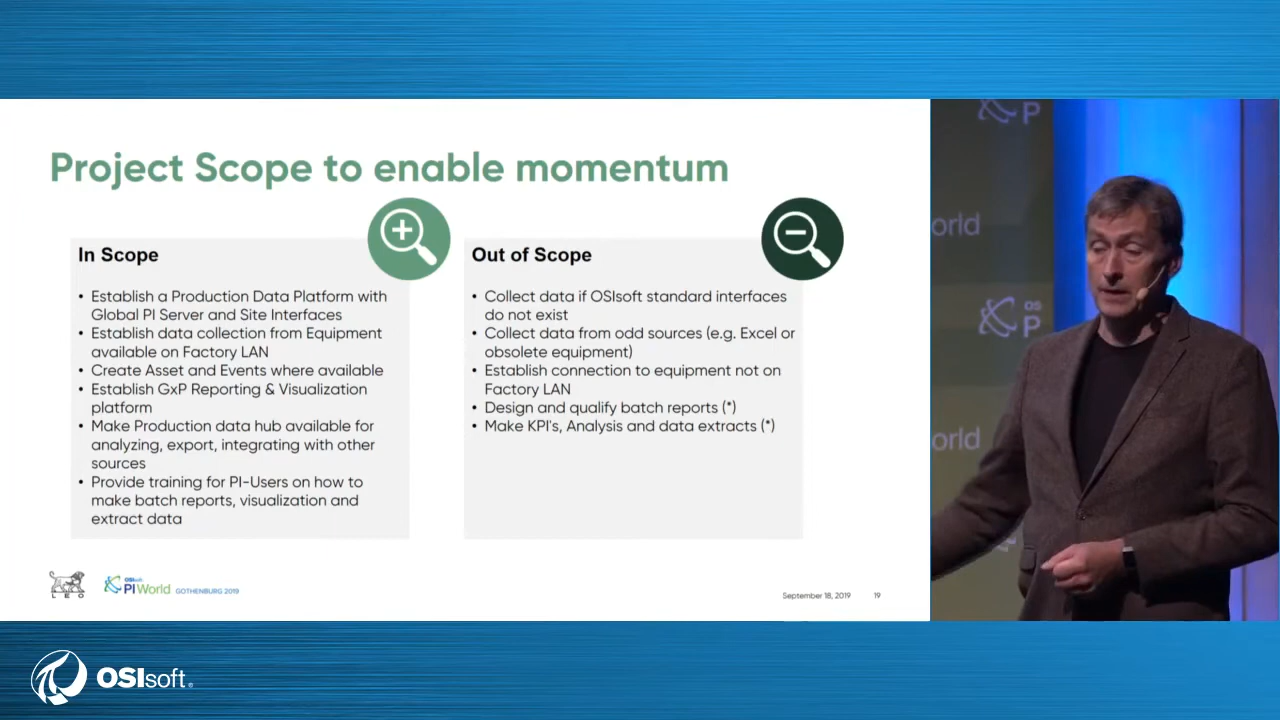 Project Scope to enable momentum
In Scope
• Establish a Production Data Platform with
Global PI Server and Site Interfaces
• Establish data collection from Equipment
available on Factory LAN
• Create Asset and Events where available
• Establish GxP Reporting & Visualization
platform
• Make Production data hub available for
analyzing, export, integrating with other
sources
• Provide training for PI-Users on how to
make batch reports, visualization and
extract data
Out of Scope
• Collect data if OSIsoft standard interfaces
do not exist
• Collect data from odd sources (e.g. Excel or
obsolete equipment)
• Establish connection to equipment not on
Factory LAN
• Design and qualify batch reports (*)
• Make KPI's, Analysis and data extracts (*)
LEO
OSIsoft.
PI World GOTHENBURG 2019
September 18, 2019 19
P
orld
OS
P
orld
OSIsoft.